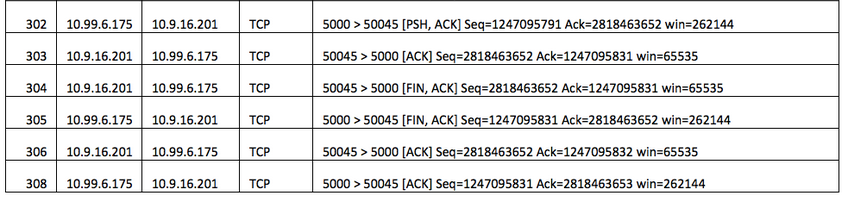 302 10.99.6.175 10.9.16.201 TCP 5000 > 50045 [PSH, ACK] Seq=1247095791 Ack=2818463652 win=262144
303 10.9.16.201 10.99.6.175 TCP 50045 > 5000 [ACK] Seq=2818463652 Ack=1247095831 win=65535
304 10.9.16.201 10.99.6.175 TCP 50045 > 5000 [FIN, ACK] Seq=2818463652 Ack=1247095831 win=65535
305 10.99.6.175 10.9.16.201 TCP 5000 > 50045 [FIN, ACK] Seq=1247095831 Ack=2818463652 win=262144
306 10.9.16.201 10.99.6.175 TCP 50045 > 5000 [ACK] Seq=2818463652 Ack=1247095832 win=65535
308 10.99.6.175 10.9.16.201 TCP 5000 > 50045 [ACK] Seq=1247095831 Ack=2818463653 win=262144